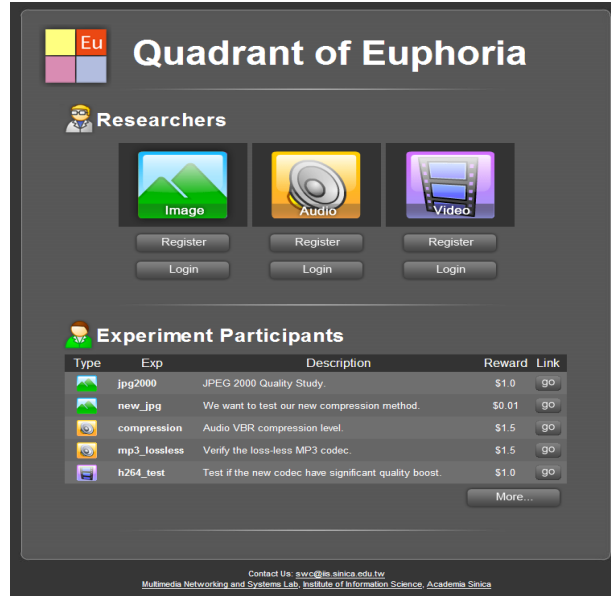 Eu
Quadrant of Euphoria
Researchers
Image Audio Video
Register Register Register
Login Login Login
Experiment Participants
Type Exp Description Reward Link
jpg2000 JPEG 2000 Quality Study. $1.0 go
new_jpg We want to test our new compression method. $0.01 go
compression Audio VBR compression level. $1.5 go
mp3_lossless Verify the loss-less MP3 codec. $1.5 go
h264_test Test if the new codec have significant quality boost. $1.0 go
More...
Contact Us: swc@iis.sinica.edu.tw
Multimedia Networking and Systems Lab, Institute of Information Science, Academia Sinica